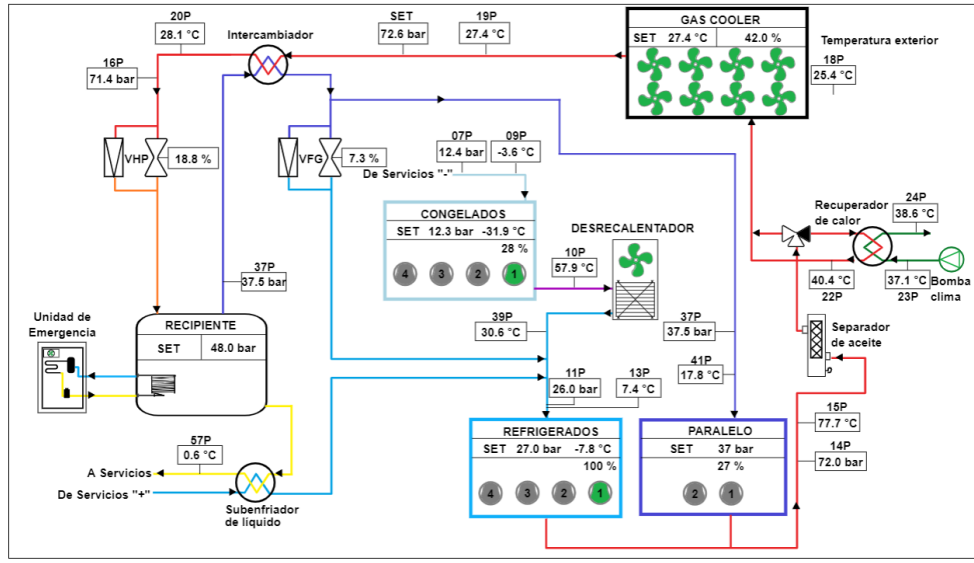 20P
28.1 °C
Intercambiador
SET
72.6 bar
19P
27.4 °C
GAS COOLER
SET 27.4 °C 42.0 %
Temperatura exterior
18P
25.4 °C
16P
71.4 bar
VHP
18.8 %
VFG
7.3 %
07P
12.4 bar
09P
-3.6 °C
De Servicios "-"
CONGELADOS
SET 12.3 bar -31.9 °C
28 %
4 3 2 1
DESRECALENTADOR
10P
57.9 °C
Recuperador
de calor
24P
38.6 °C
40.4 °C
22P
37.1 °C
23P
Bomba
clima
37P
37.5 bar
39P
30.6 °C
37P
37.5 bar
Separador
de aceite
Unidad de
Emergencia
RECIPIENTE
SET 48.0 bar
11P
26.0 bar
13P
7.4 °C
41P
17.8 °C
15P
77.7 °C
14P
72.0 bar
57P
0.6 °C
A Servicios
De Servicios "+"
Subenfriador
de líquido
REFRIGERADOS
SET 27.0 bar -7.8 °C
100 %
4 3 2 1
PARALELO
SET 37 bar
27 %
2 1